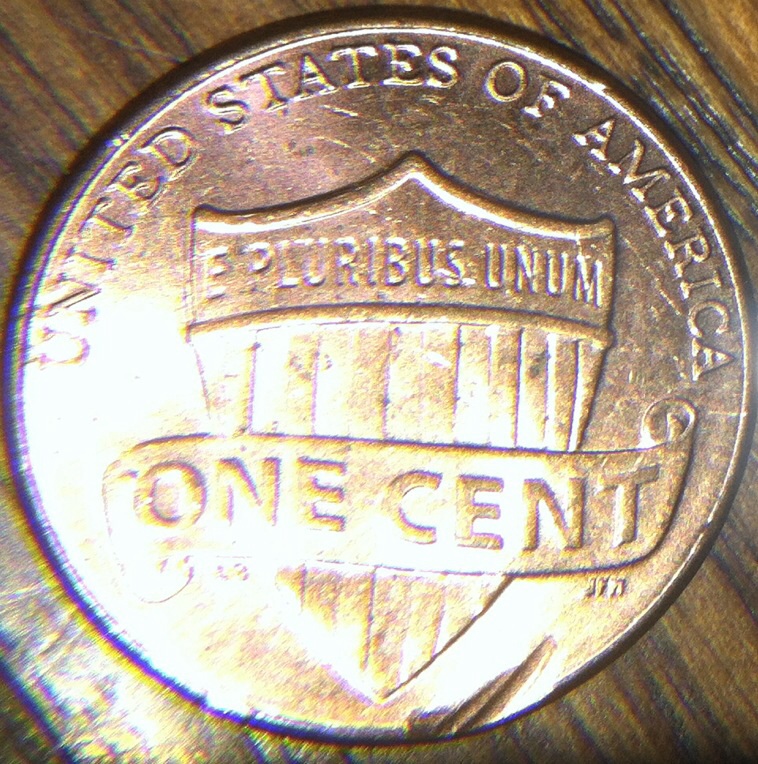 UNITED STATES OF AMERICA
E PLURIBUS UNUM
ONE CENT